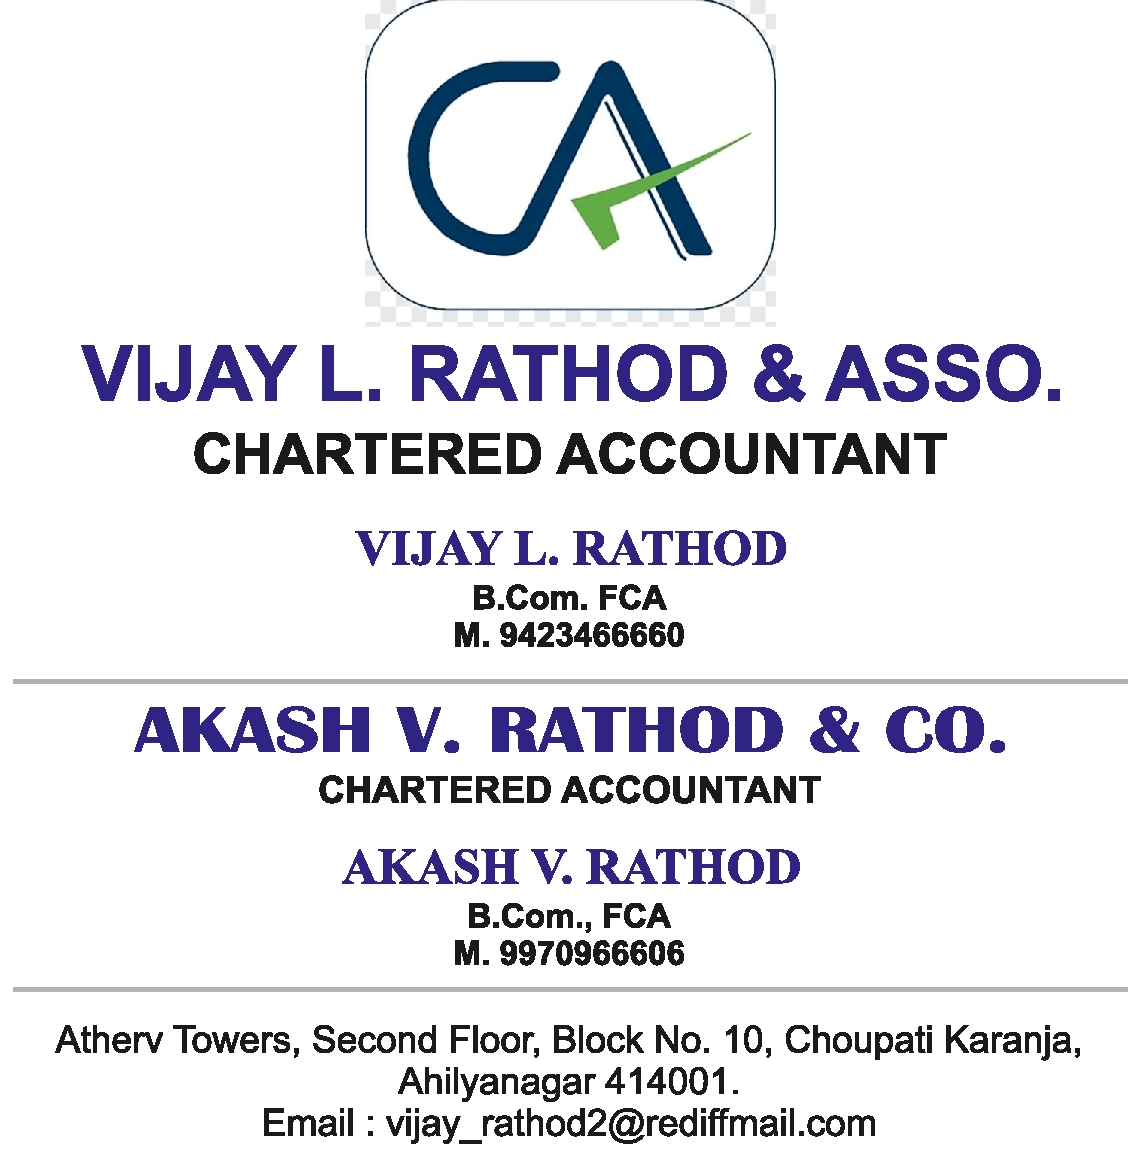 CA
VIJAY L. RATHOD & ASSO.
CHARTERED ACCOUNTANT
VIJAY L. RATHOD
B.Com. FCA
M. 9423466660
AKASH V. RATHOD & CO.
CHARTERED ACCOUNTANT
AKASH V. RATHOD
B.Com., FCA
M. 9970966606
Atherv Towers, Second Floor, Block No. 10, Choupati Karanja,
Ahilyanagar 414001.
Email : vijay_rathod2@rediffmail.com